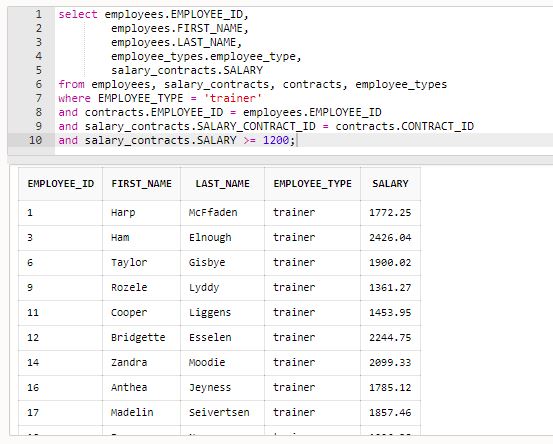 1 select employees.EMPLOYEE_ID,
2 employees.FIRST_NAME,
3 employees.LAST_NAME,
4 employee_types.employee_type,
5 salary_contracts.SALARY
6 from employees, salary_contracts, contracts, employee_types
7 where EMPLOYEE_TYPE = 'trainer'
8 and contracts.EMPLOYEE_ID = employees.EMPLOYEE_ID
9 and salary_contracts.SALARY_CONTRACT_ID = contracts.CONTRACT_ID
10 and salary_contracts.SALARY >= 1200;
EMPLOYEE_ID FIRST_NAME LAST_NAME EMPLOYEE_TYPE SALARY
1 Harp McFfaden trainer 1772.25
3 Ham Elnough trainer 2426.04
6 Taylor Gisbye trainer 1900.02
9 Rozele Lyddy trainer 1361.27
11 Cooper Liggens trainer 1453.95
12 Bridgette Esselen trainer 2244.75
14 Zandra Moodie trainer 2099.33
16 Anthea Jeyness trainer 1785.12
17 Madelin Seivertsen trainer 1857.46